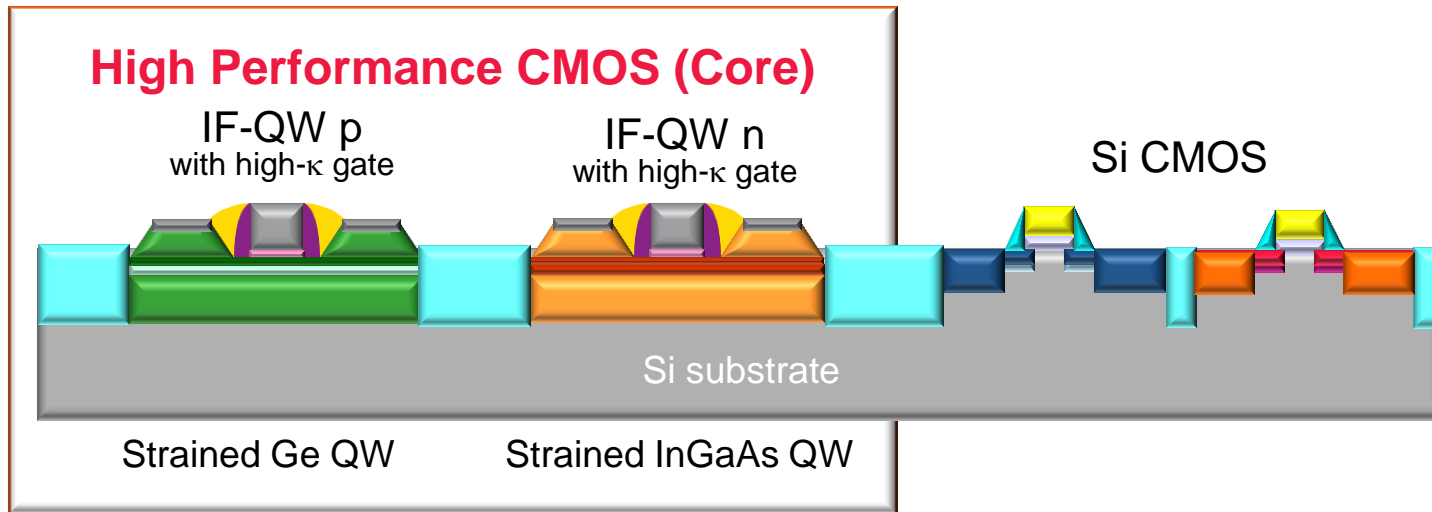 High Performance CMOS (Core)
IF-QW p
with high-κ gate
IF-QW n
with high-κ gate
Si CMOS
Si substrate
Strained Ge QW
Strained InGaAs QW